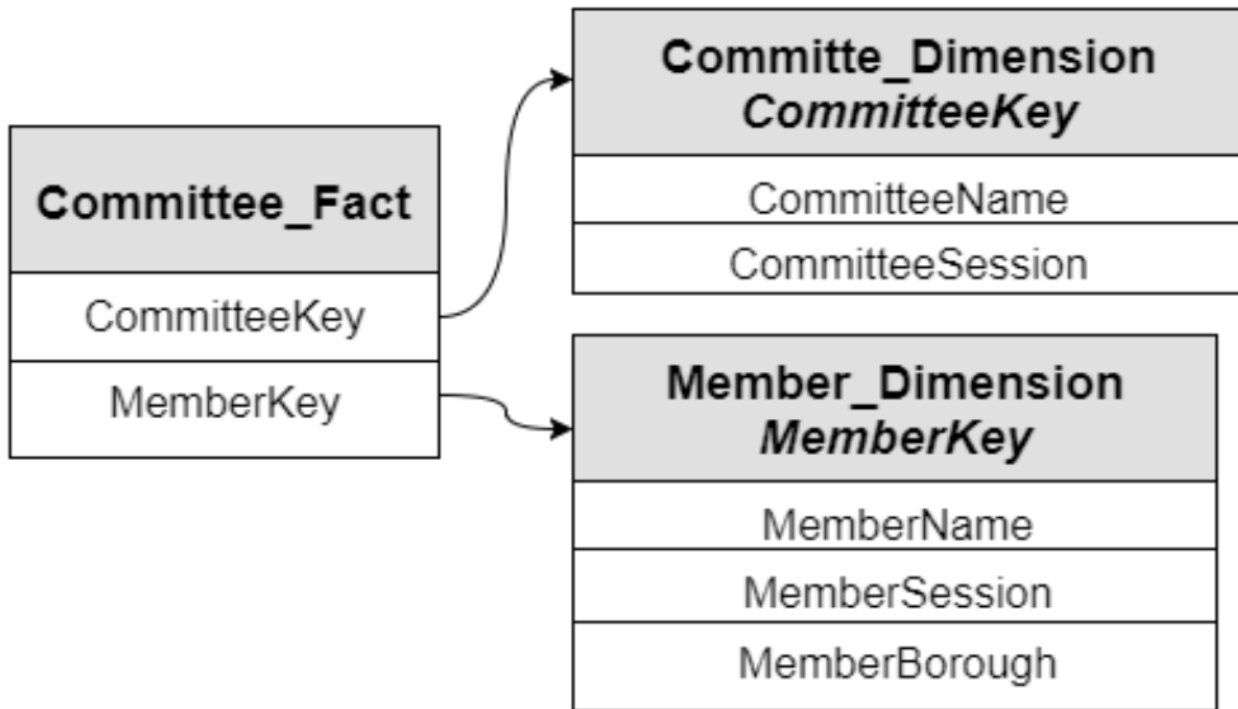 Committee_Fact
CommitteeKey
MemberKey
Committe_Dimension
CommitteeKey
CommitteeName
CommitteeSession
Member_Dimension
MemberKey
MemberName
MemberSession
MemberBorough